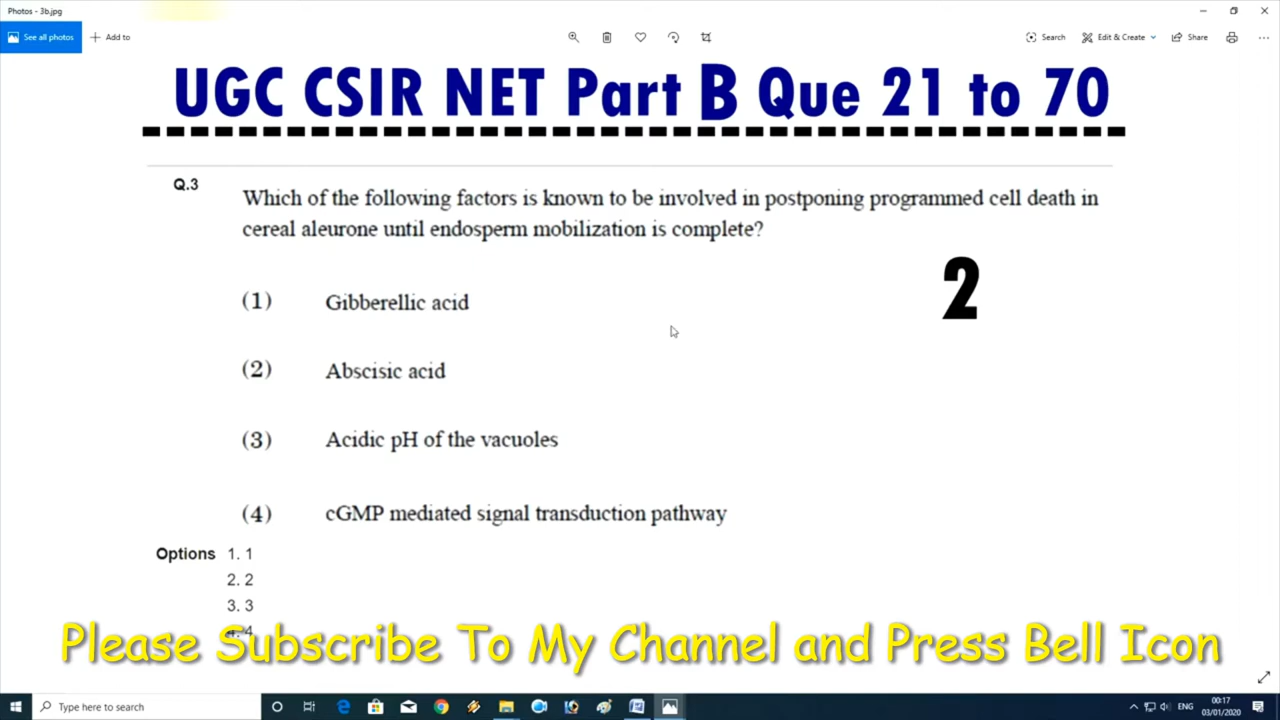 Photos - 3b.jpg
See all photos
Add to
Search
Edit & Create
Share
UGC CSIR NET Part B Que 21 to 70
Q.3
Which of the following factors is known to be involved in postponing programmed cell death in
cereal aleurone until endosperm mobilization is complete?
2
(1) Gibberellic acid
(2) Abscisic acid
(3) Acidic pH of the vacuoles
(4) cGMP mediated signal transduction pathway
Options 1. 1
2. 2
3. 3
4. 4
Please Subscribe To My Channel and Press Bell Icon
Type here to search
ENG
00:17
03/01/2020